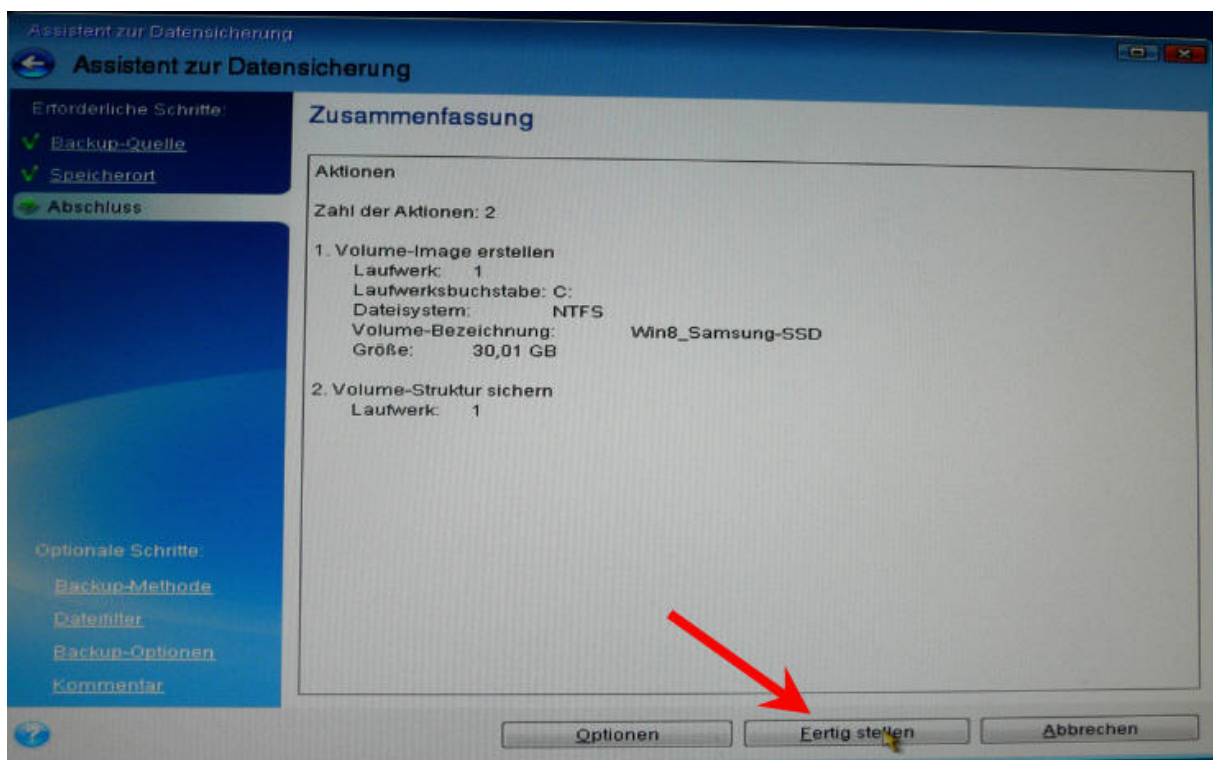 Assistent zur Datensicherung
Assistent zur Datensicherung
Erforderliche Schritte:
Backup-Quelle
Speicherort
Abschluss
Zusammenfassung
Aktionen
Zahl der Aktionen: 2
1. Volume-Image erstellen
Laufwerk: 1
Laufwerksbuchstabe: C:
Dateisystem: NTFS
Volume-Bezeichnung: Win8_Samsung-SSD
Größe: 30,01 GB
2. Volume-Struktur sichern
Laufwerk: 1
Optionale Schritte:
Backup-Methode
Dateifilter
Backup-Optionen
Kommentar
Optionen Fertig stellen Abbrechen